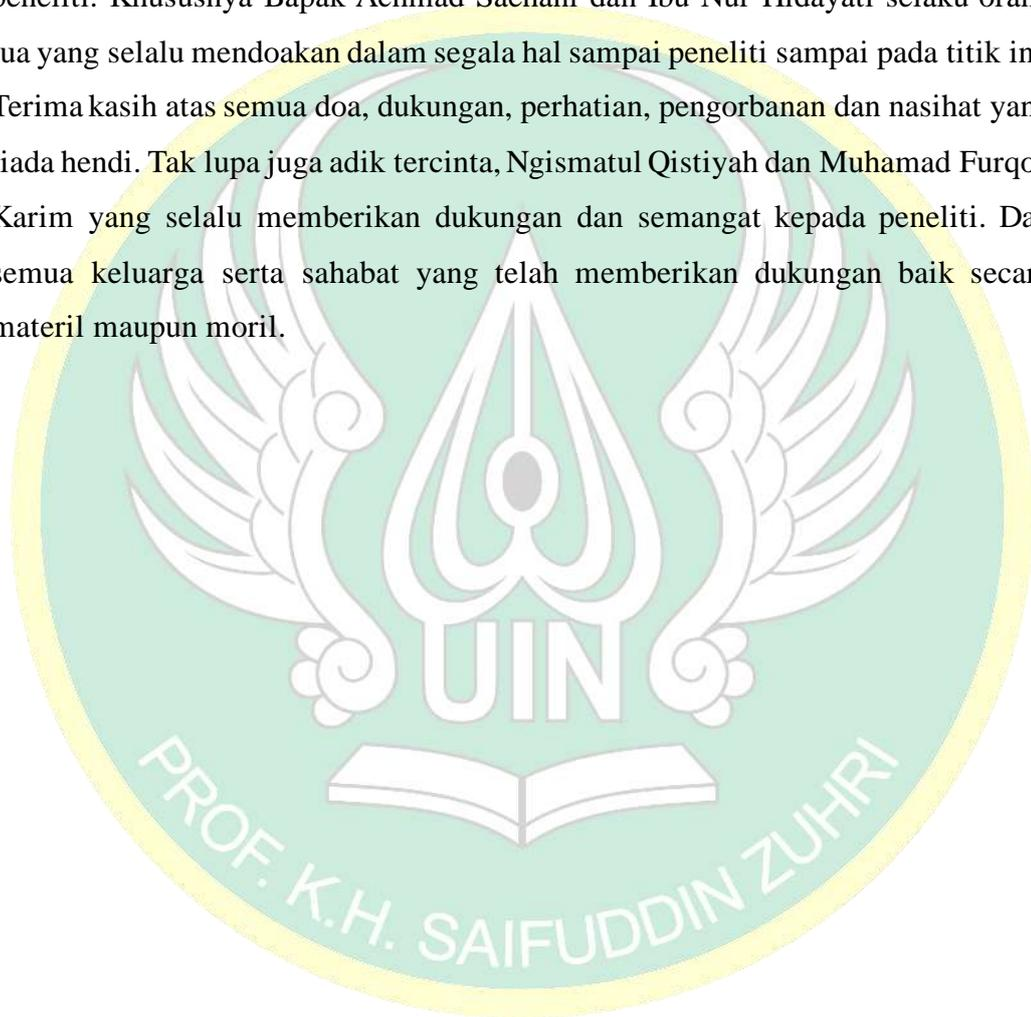 peneliti. Khususnya Bapak Achmad Saehani dan Ibu Nur Hidayati selaku oran
ua yang selalu mendoakan dalam segala hal sampai peneliti sampai pada titik in
Terima kasih atas semua doa, dukungan, perhatian, pengorbanan dan nasihat yan
iada hendi. Tak lupa juga adik tercinta, Ngismatul Qistiyah dan Muhamad Furqo
Karim yang selalu memberikan dukungan dan semangat kepada peneliti. Da
semua keluarga serta sahabat yang telah memberikan dukungan baik secar
materil maupun moril.
UIN
PROF. K.H. SAIFUDDIN ZUHRI